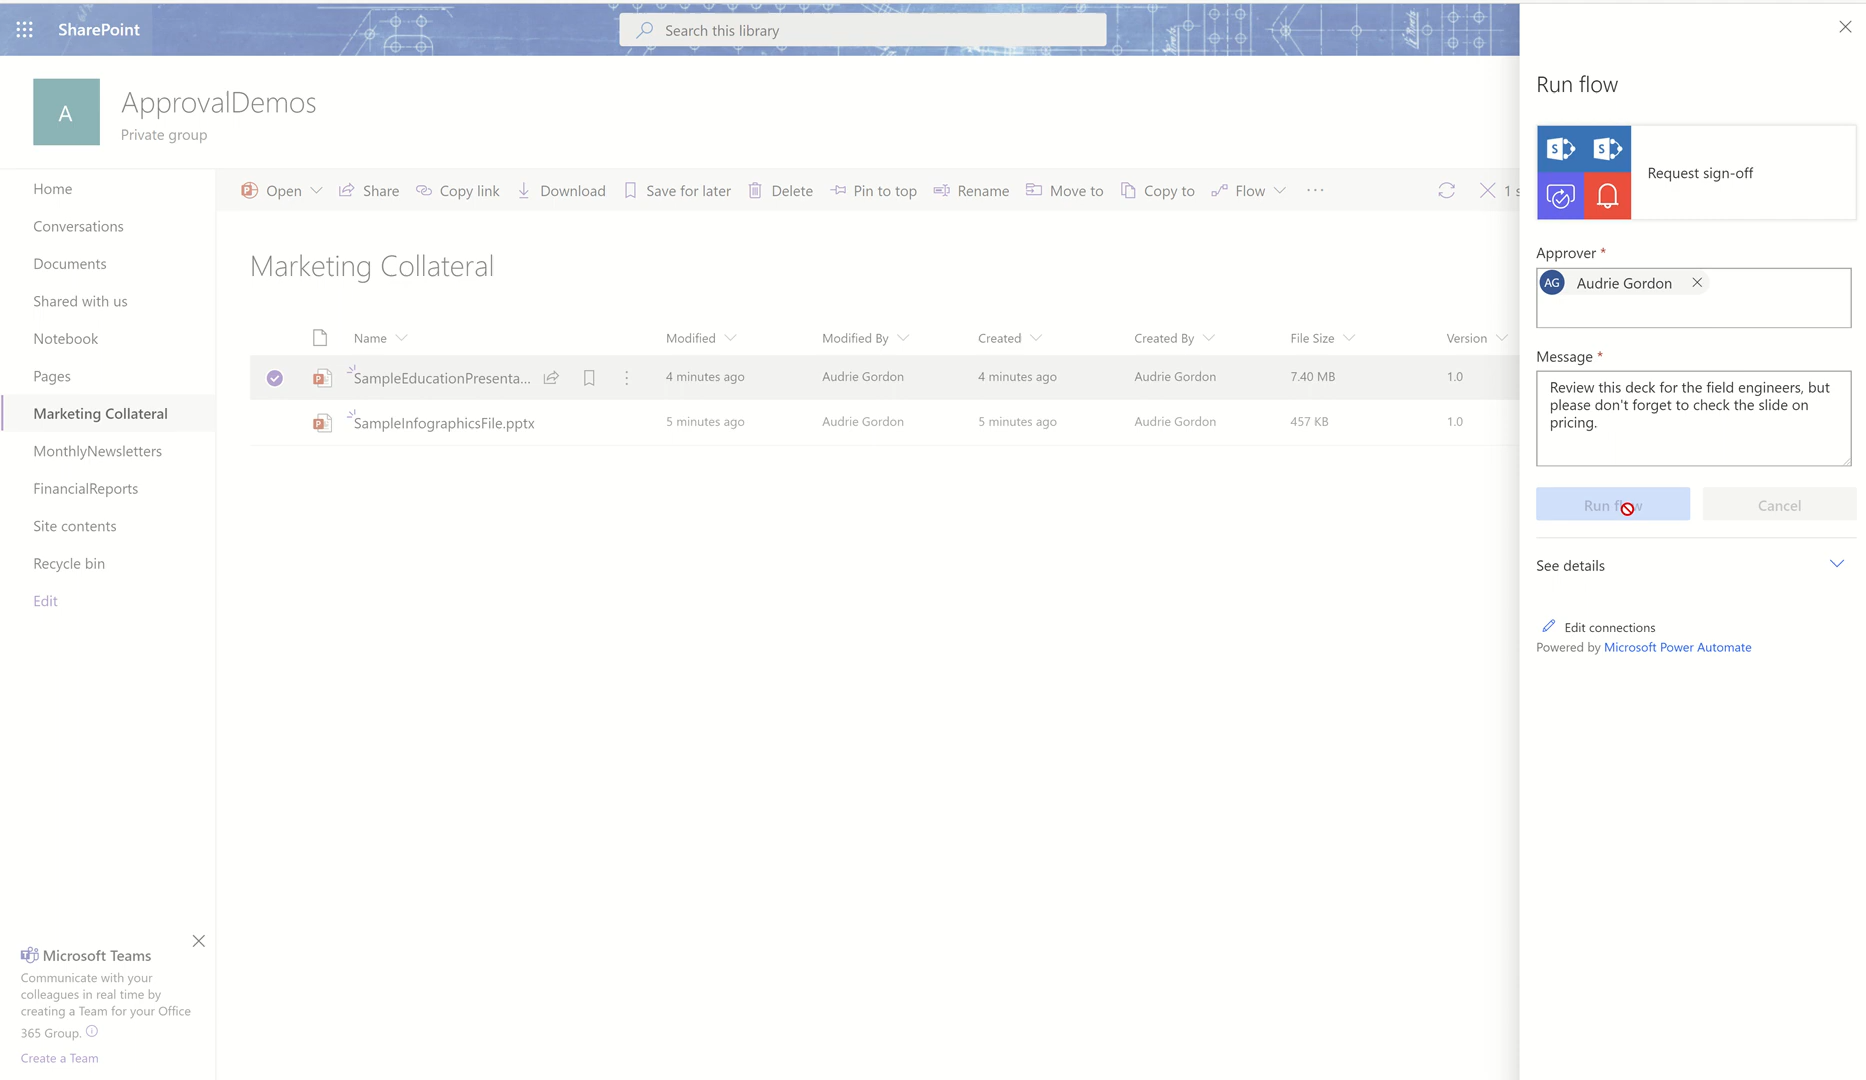 SharePoint
Search this library
A
ApprovalDemos
Private group
Home
Conversations
Documents
Shared with us
Notebook
Pages
Marketing Collateral
MonthlyNewsletters
FinancialReports
Site contents
Recycle bin
Edit
Open Share Copy link Download Save for later Delete Pin to top Rename Move to Copy to Flow ··· 1 s
Marketing Collateral
Name Modified Modified By Created Created By File Size Version
SampleEducationPresenta... 4 minutes ago Audrie Gordon 4 minutes ago Audrie Gordon 7.40 MB 1.0
SampleInfographicsFile.pptx 5 minutes ago Audrie Gordon 5 minutes ago Audrie Gordon 457 KB 1.0
Microsoft Teams
Communicate with your
colleagues in real time by
creating a Team for your Office
365 Group.
Create a Team
Run flow
Request sign-off
Approver *
AG Audrie Gordon
Message *
Review this deck for the field engineers, but
please don't forget to check the slide on
pricing.
Run flow Cancel
See details
Edit connections
Powered by Microsoft Power Automate